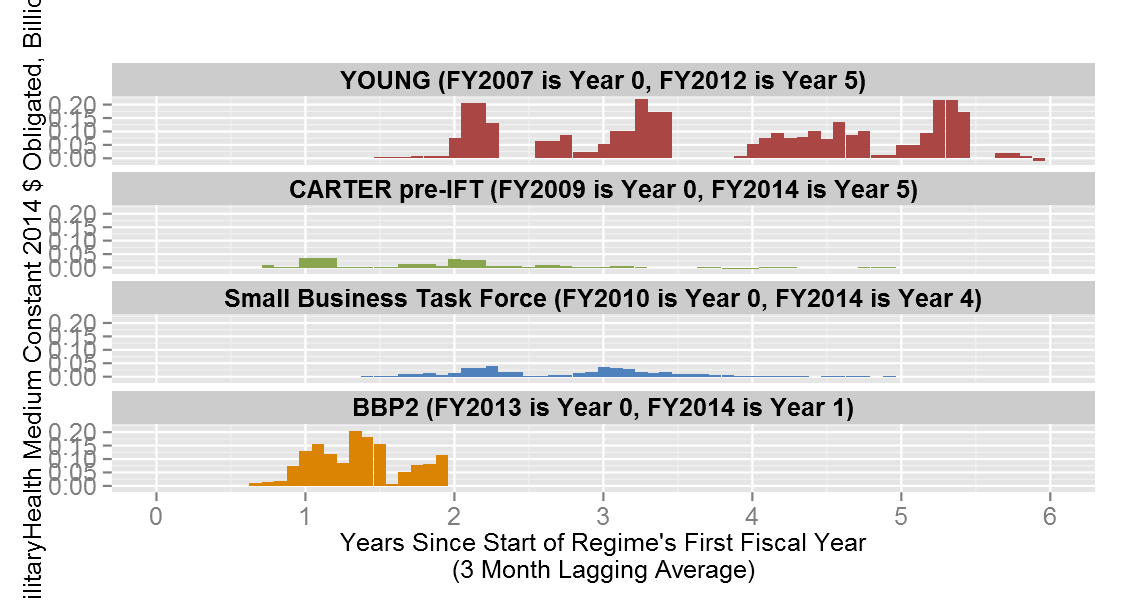 ilitaryHealth Medium Constant 2014 $ Obligated, Billio
YOUNG (FY2007 is Year 0, FY2012 is Year 5)
0.20
0.15
0.10
0.05
0.00
CARTER pre-IFT (FY2009 is Year 0, FY2014 is Year 5)
0.20
0.15
0.10
0.05
0.00
Small Business Task Force (FY2010 is Year 0, FY2014 is Year 4)
0.20
0.15
0.10
0.05
0.00
BBP2 (FY2013 is Year 0, FY2014 is Year 1)
0.20
0.15
0.10
0.05
0.00
0 1 2 3 4 5 6
Years Since Start of Regime's First Fiscal Year
(3 Month Lagging Average)